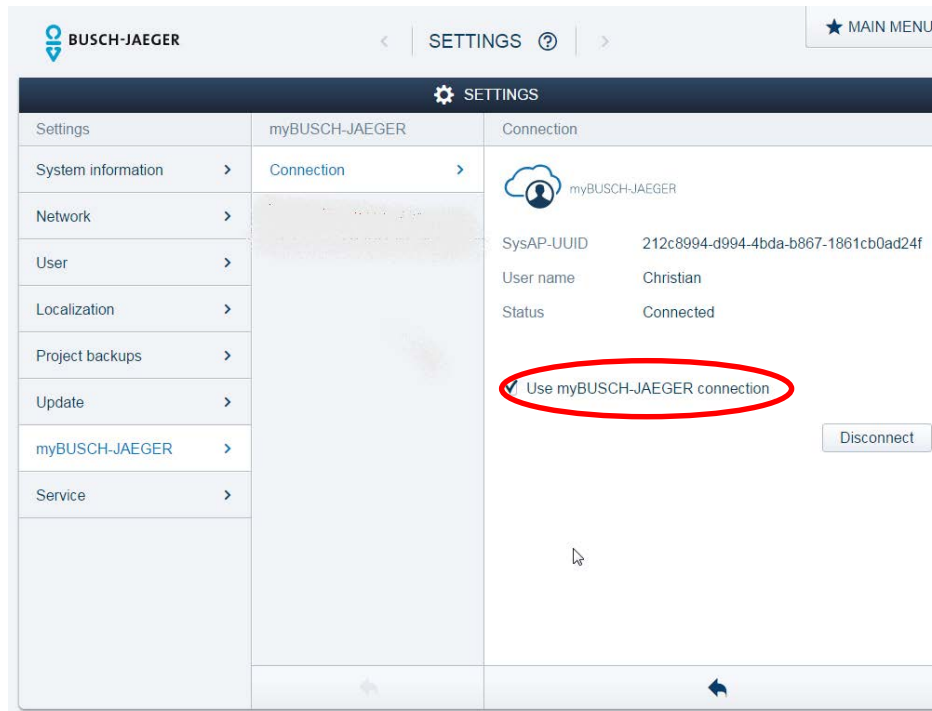 BUSCH-JAEGER
SETTINGS ?
MAIN MENU
SETTINGS
Settings
myBUSCH-JAEGER
Connection
System information
Network
User
Localization
Project backups
Update
myBUSCH-JAEGER
Service
Connection
myBUSCH-JAEGER
SysAP-UUID 212c8994-d994-4bda-b867-1861cb0ad24f
User name Christian
Status Connected
Use myBUSCH-JAEGER connection
Disconnect